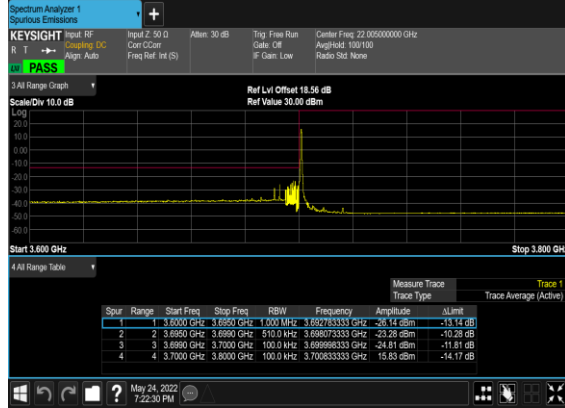 Spectrum Analyzer 1
Spurious Emissions
+
KEYSIGHT Input: RF Input Z: 50 Ω Atten: 30 dB Trig: Free Run Center Freq: 22.005000000 GHz
R T Coupling: DC Corr CCorr Gate: Off Avg|Hold: 100/100
Align: Auto Freq Ref: Int (S) IF Gain: Low Radio Std: None
PASS
3 All Range Graph
Ref Lvl Offset 18.56 dB
Scale/Div 10.0 dB Ref Value 30.00 dBm
Log
20.0
10.0
0.00
-10.0
-20.0
-30.0
-40.0
-50.0
-60.0
Start 3.600 GHz Stop 3.800 GH
4 All Range Table
Measure Trace Trace 1
Trace Type Trace Average (Active)
Spur Range Start Freq Stop Freq RBW Frequency Amplitude ΔLimit
1 1 3.6000 GHz 3.6950 GHz 1.000 MHz 3.692783333 GHz -26.14 dBm -13.14 dB
2 2 3.6950 GHz 3.6990 GHz 510.0 kHz 3.698073333 GHz -23.28 dBm -10.28 dB
3 3 3.6990 GHz 3.7000 GHz 100.0 kHz 3.699998333 GHz -24.81 dBm -11.81 dB
4 4 3.7000 GHz 3.8000 GHz 100.0 kHz 3.700833333 GHz 15.83 dBm -14.17 dB
? May 24, 2022
7:22:30 PM